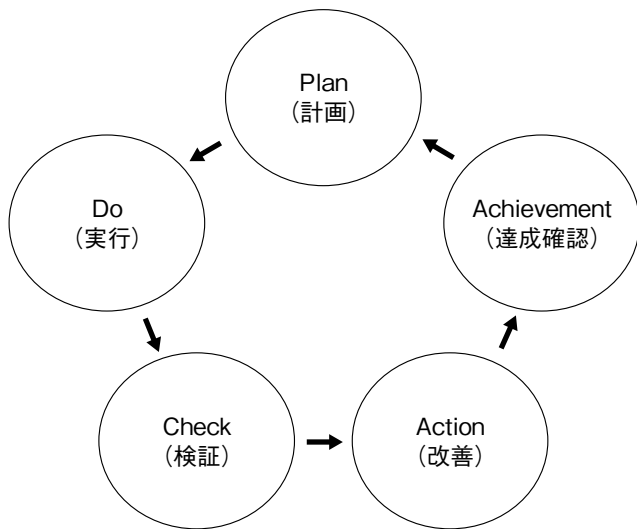 Plan
（計画）
Do
（実行）
Check
（検証）
Action
（改善）
Achievement
（達成確認）